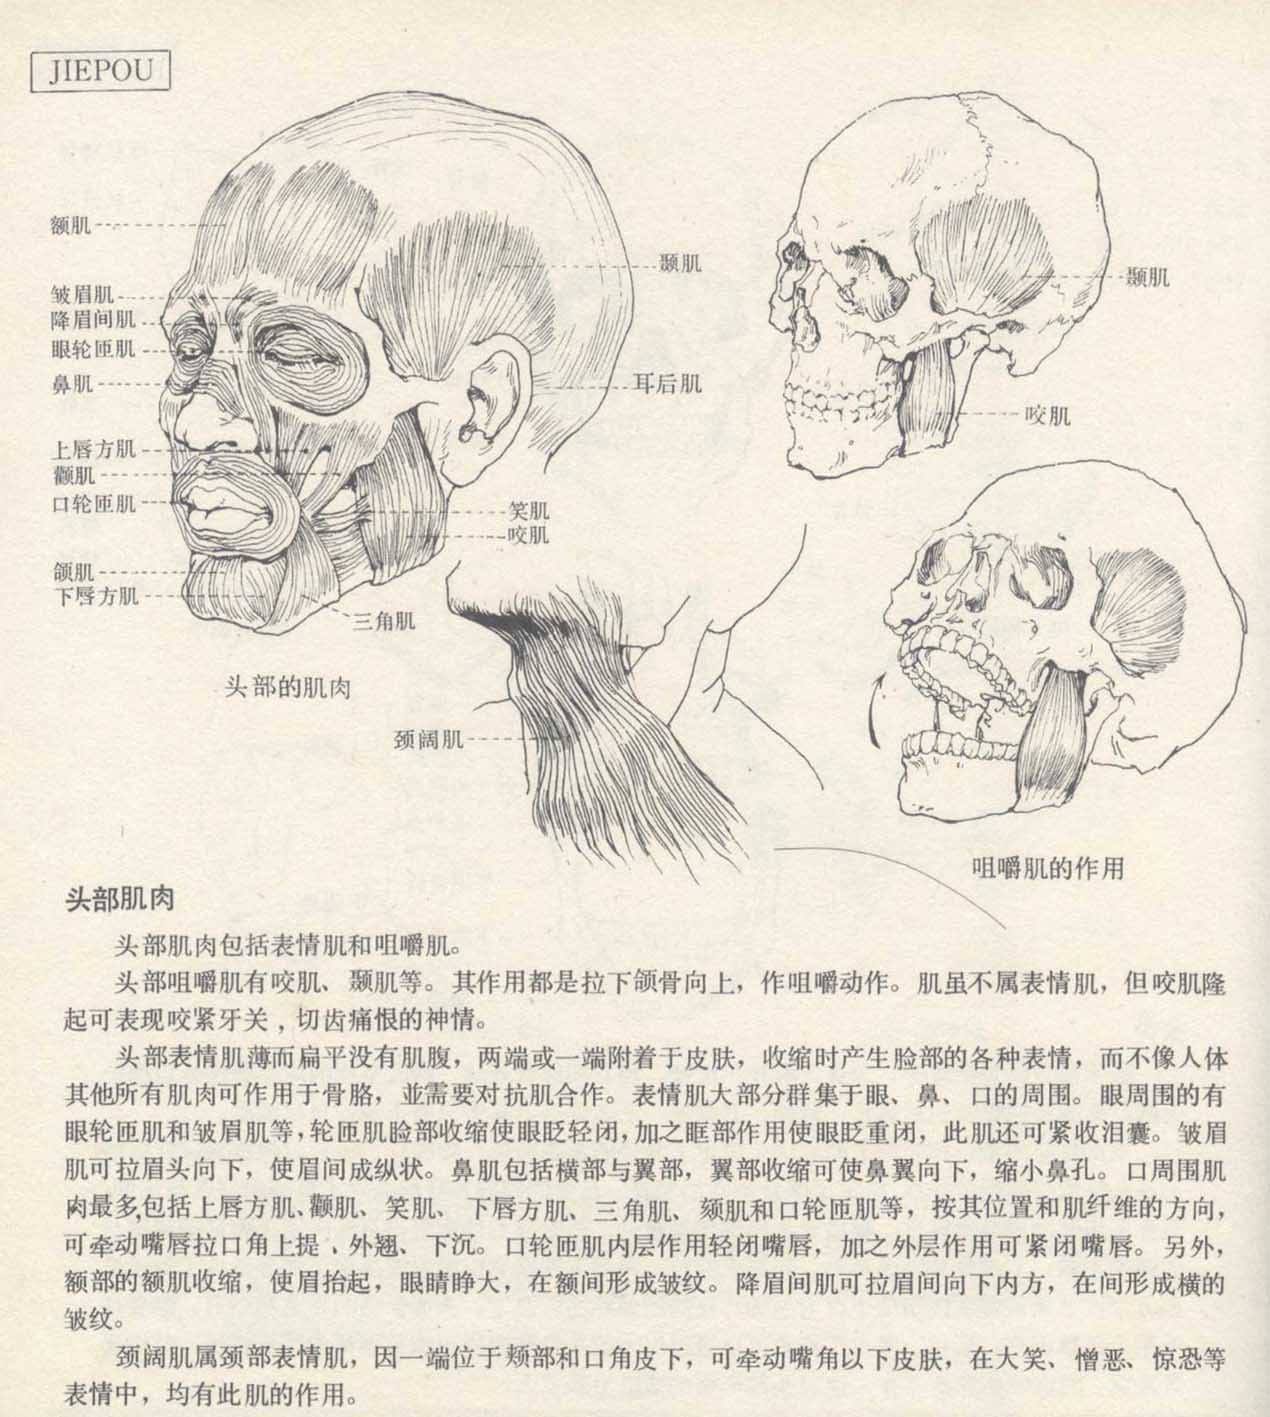 JIEPOU
额肌
皱眉肌
降眉间肌
眼轮匝肌
鼻肌
上唇方肌
颧肌
口轮匝肌
颌肌
下唇方肌
颞肌
耳后肌
笑肌
咬肌
三角肌
头部的肌肉
颈阔肌
颞肌
咬肌
咀嚼肌的作用
头部肌肉
头部肌肉包括表情肌和咀嚼肌。
头部咀嚼肌有咬肌、颞肌等。其作用都是拉下颌骨向上，作咀嚼动作。肌虽不属表情肌，但咬肌隆
起可表现咬紧牙关，切齿痛恨的神情。
头部表情肌薄而扁平没有肌腹，两端或一端附着于皮肤，收缩时产生脸部的各种表情，而不像人体
其他所有肌肉可作用于骨胳，並需要对抗肌合作。表情肌大部分群集于眼、鼻、口的周围。眼周围的有
眼轮匝肌和皱眉肌等，轮匝肌睑部收缩使眼眨轻闭，加之眶部作用使眼眨重闭，此肌还可紧收泪囊。皱眉
肌可拉眉头向下，使眉间成纵状。鼻肌包括横部与翼部，翼部收缩可使鼻翼向下，缩小鼻孔。口周围肌
肉最多，包括上唇方肌、颧肌、笑肌、下唇方肌、三角肌、颏肌和口轮匝肌等，按其位置和肌纤维的方向，
可牵动嘴唇拉口角上提、外翘、下沉。口轮匝肌内层作用轻闭嘴唇，加之外层作用可紧闭嘴唇。另外，
额部的额肌收缩，使眉抬起，眼睛睁大，在额间形成皱纹。降眉间肌可拉眉间向下内方，在间形成横的
皱纹。
颈阔肌属颈部表情肌，因一端位于颊部和口角皮下，可牵动嘴角以下皮肤，在大笑、憎恶、惊恐等
表情中，均有此肌的作用。